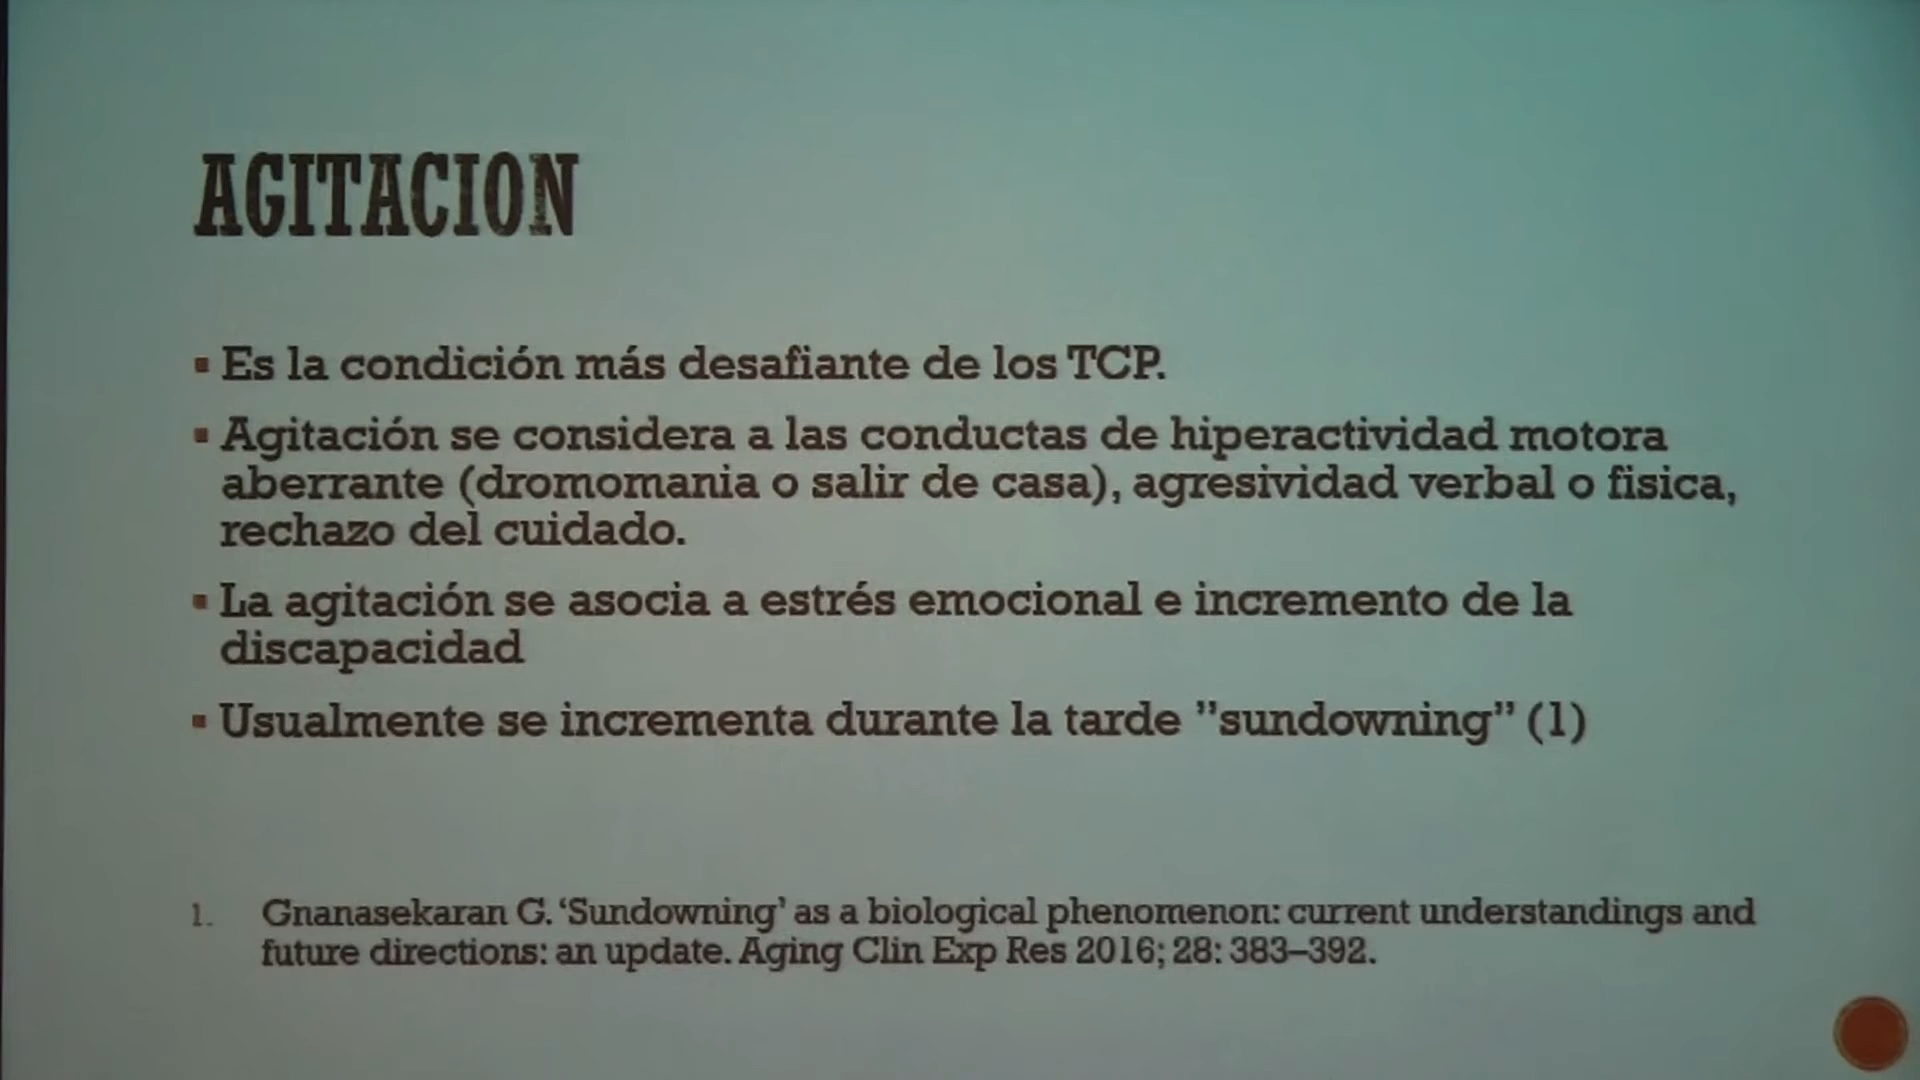 AGITACION
▪ Es la condición más desafiante de los TCP.
▪ Agitación se considera a las conductas de hiperactividad motora
aberrante (dromomania o salir de casa), agresividad verbal o fisica,
rechazo del cuidado.
▪ La agitación se asocia a estrés emocional e incremento de la
discapacidad
▪ Usualmente se incrementa durante la tarde ”sundowning” (1)
1. Gnanasekaran G. ‘Sundowning’ as a biological phenomenon: current understandings and
future directions: an update. Aging Clin Exp Res 2016; 28: 383–392.